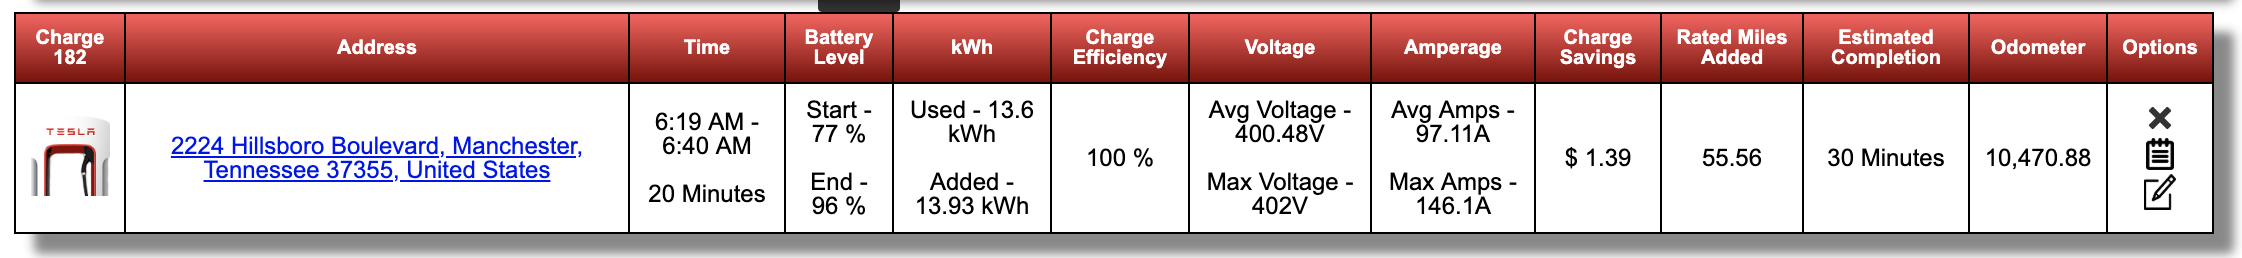 Charge 182
Address
Time
Battery Level
kWh
Charge Efficiency
Voltage
Amperage
Charge Savings
Rated Miles Added
Estimated Completion
Odometer
Options
TESLA
2224 Hillsboro Boulevard, Manchester,
Tennessee 37355, United States
6:19 AM -
6:40 AM
20 Minutes
Start -
77 %
End -
96 %
Used - 13.6
kWh
Added -
13.93 kWh
100 %
Avg Voltage -
400.48V
Max Voltage -
402V
Avg Amps -
97.11A
Max Amps -
146.1A
$ 1.39
55.56
30 Minutes
10,470.88